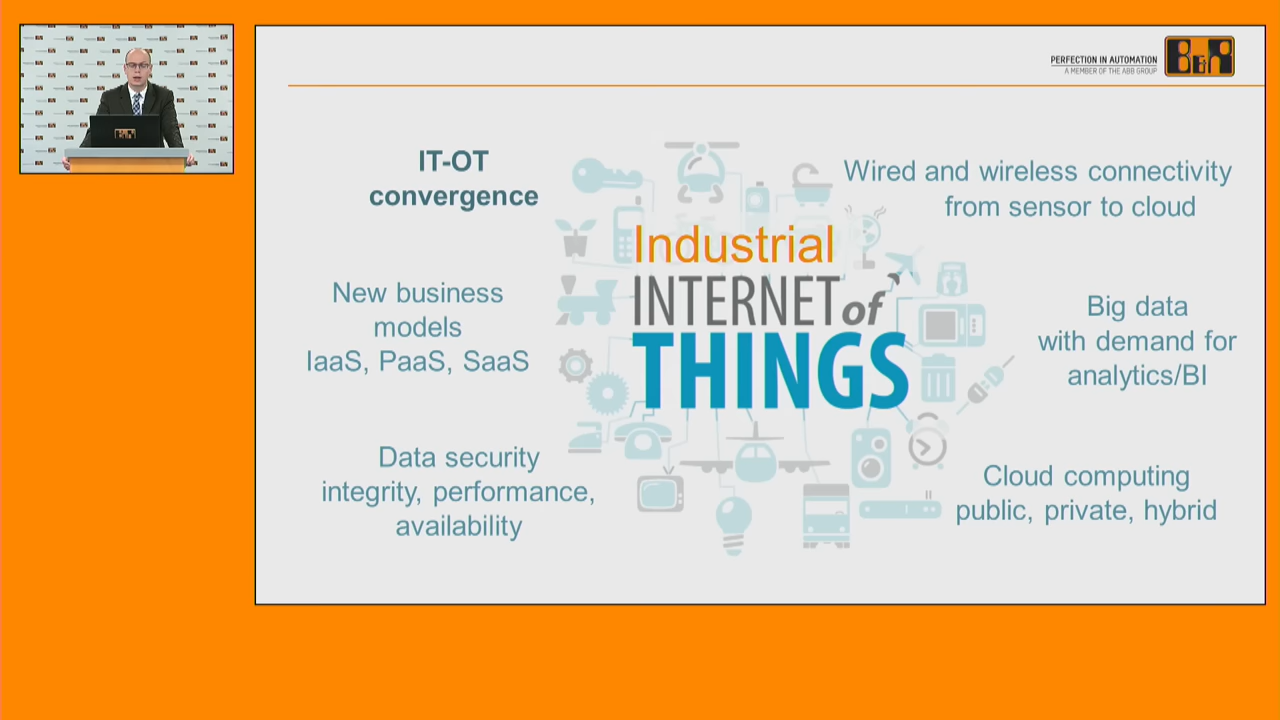 PERFECTION IN AUTOMATION
A MEMBER OF THE ABB GROUP
B&R
IT-OT
convergence
Wired and wireless connectivity
from sensor to cloud
Industrial
INTERNET of
THINGS
New business
models
IaaS, PaaS, SaaS
Big data
with demand for
analytics/BI
Data security
integrity, performance,
availability
Cloud computing
public, private, hybrid
B&R